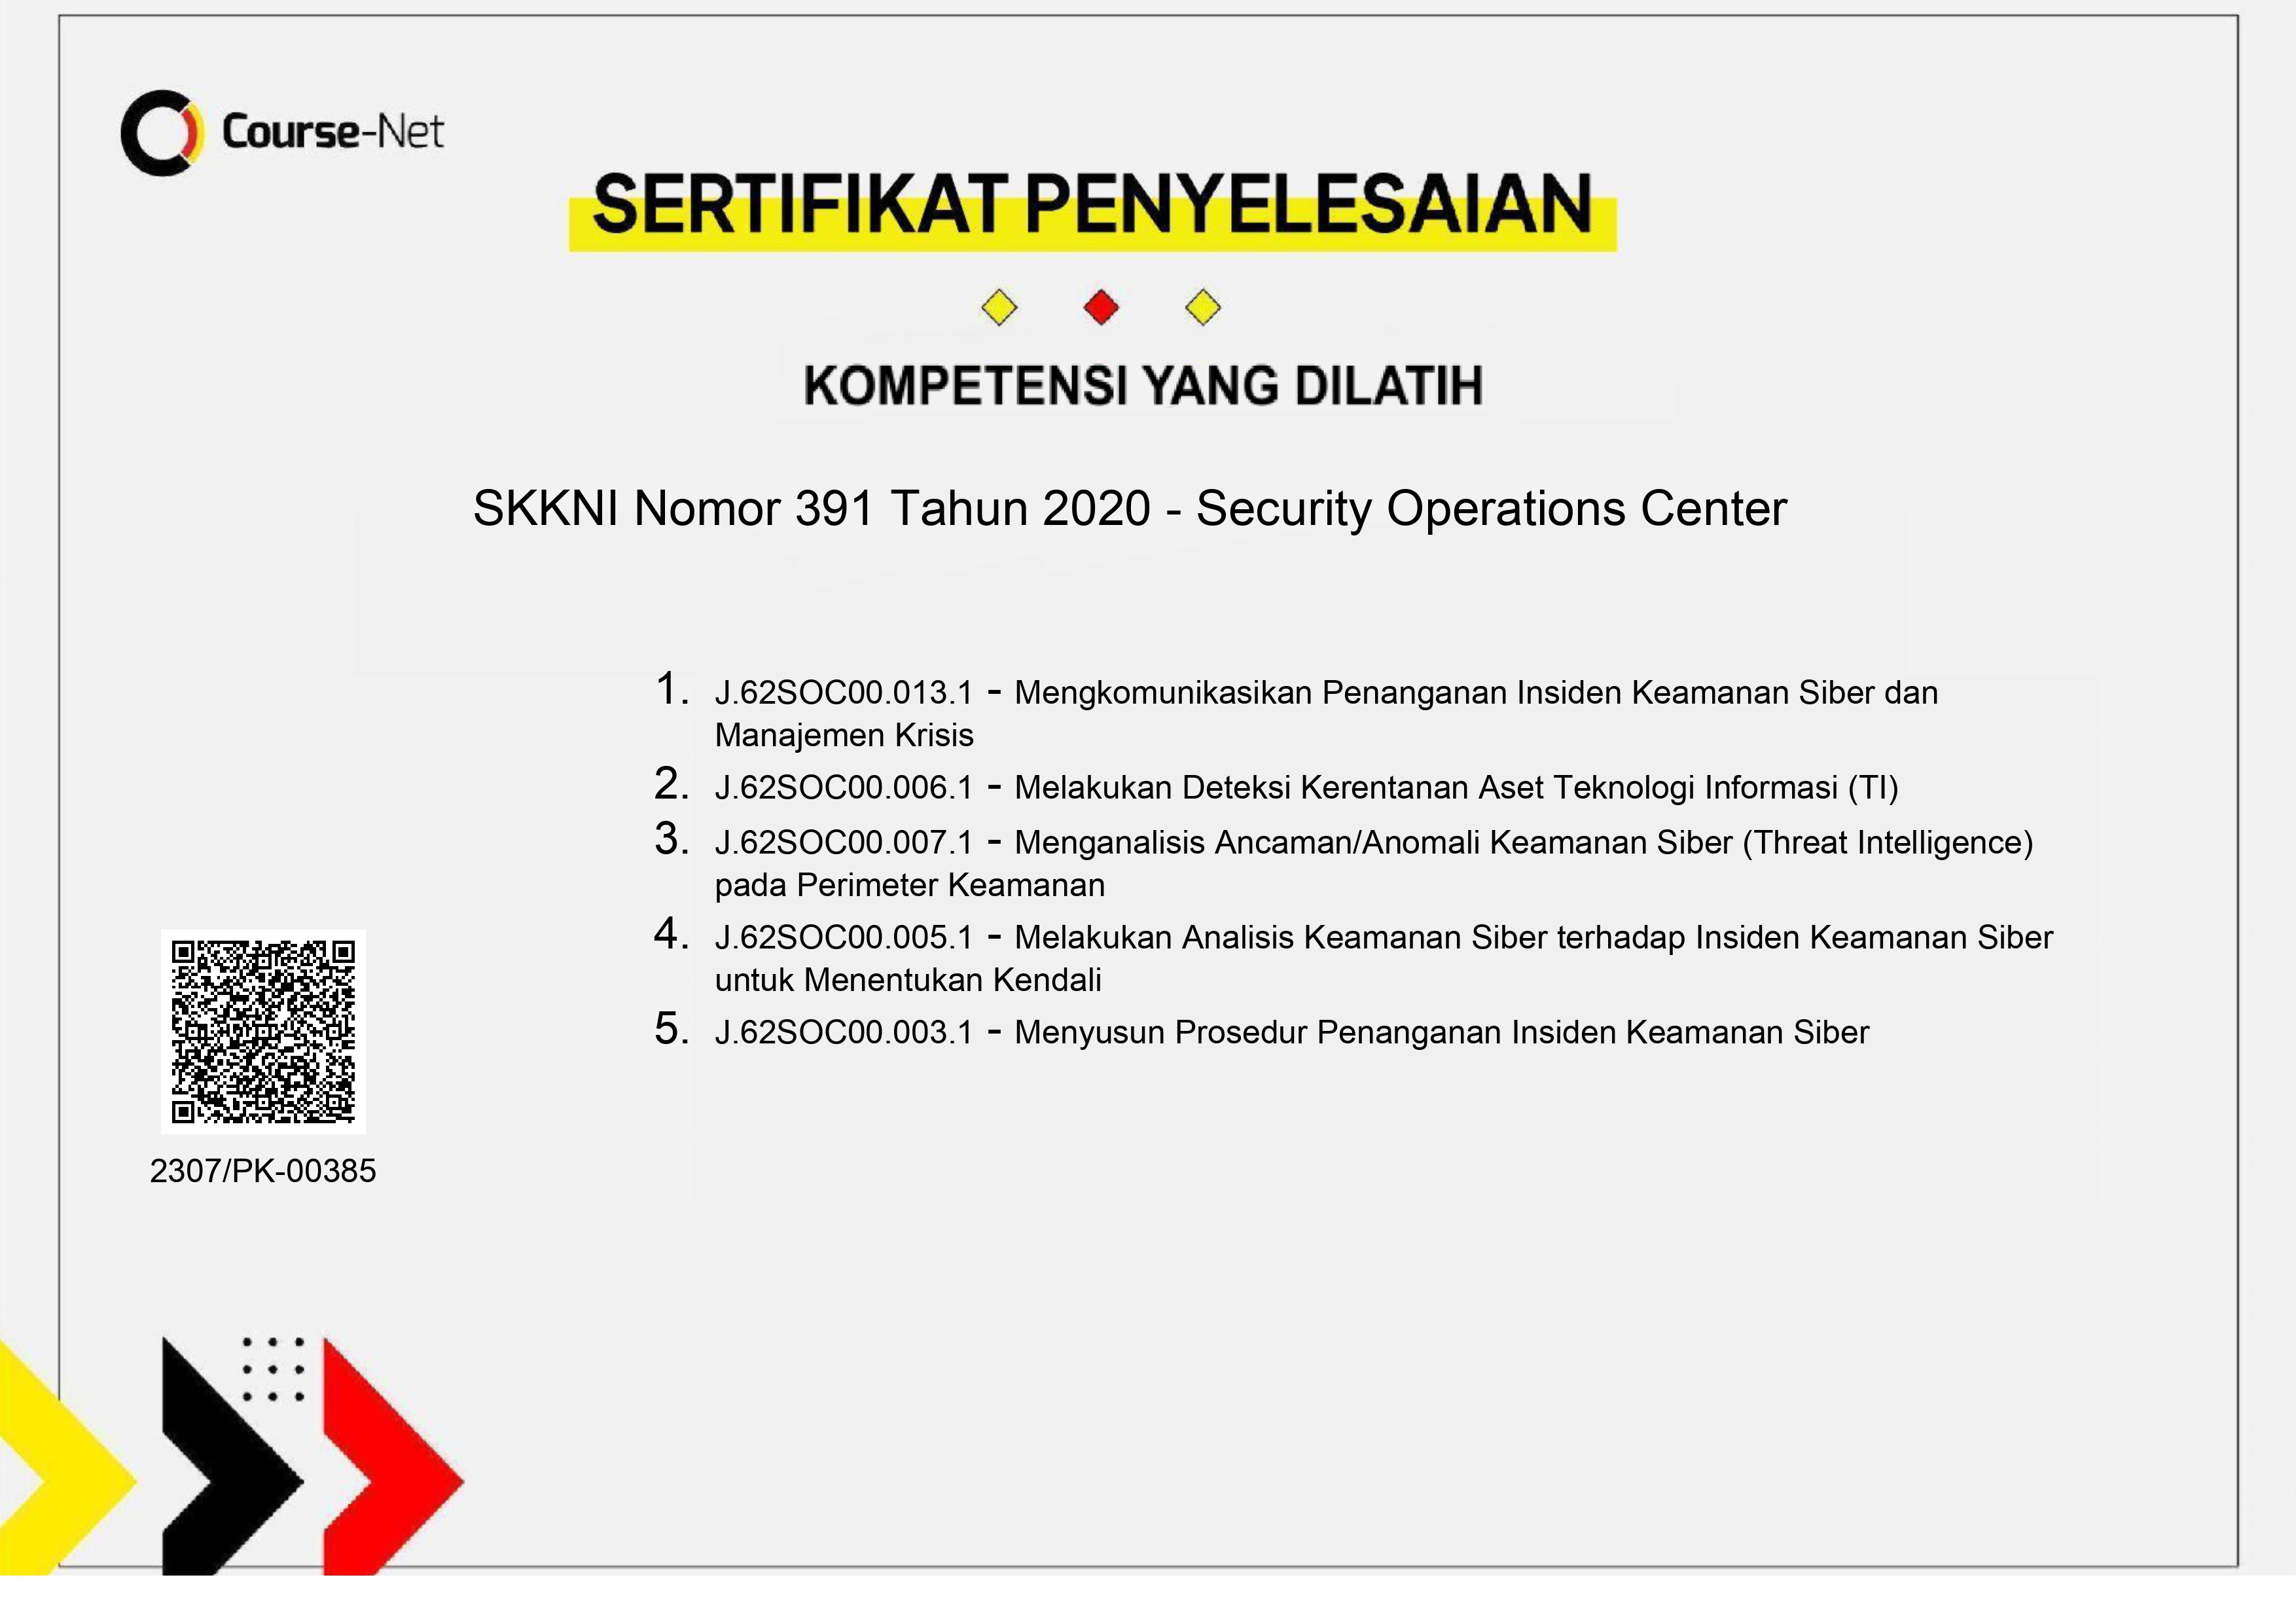 Course-Net
SERTIFIKAT PENYELESAIAN
KOMPETENSI YANG DILATIH
SKKNI Nomor 391 Tahun 2020 - Security Operations Center
1. J.62SOC00.013.1 - Mengkomunikasikan Penanganan Insiden Keamanan Siber dan
Manajemen Krisis
2. J.62SOC00.006.1 - Melakukan Deteksi Kerentanan Aset Teknologi Informasi (TI)
3. J.62SOC00.007.1 - Menganalisis Ancaman/Anomali Keamanan Siber (Threat Intelligence)
pada Perimeter Keamanan
4. J.62SOC00.005.1 - Melakukan Analisis Keamanan Siber terhadap Insiden Keamanan Siber
untuk Menentukan Kendali
5. J.62SOC00.003.1 - Menyusun Prosedur Penanganan Insiden Keamanan Siber
2307/PK-00385